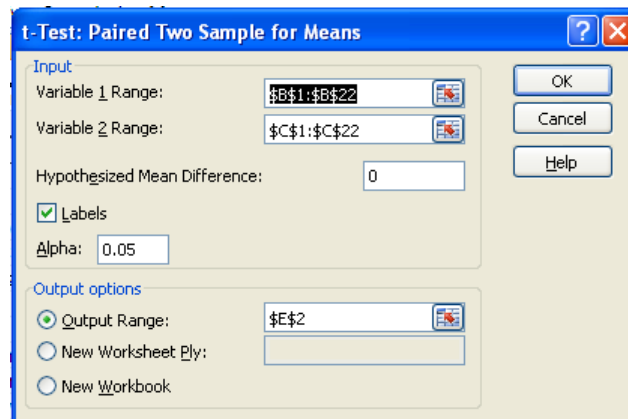 t-Test: Paired Two Sample for Means
Input
Variable 1 Range: $B$1:$B$22
Variable 2 Range: $C$1:$C$22
Hypothesized Mean Difference: 0
Labels
Alpha: 0.05
OK
Cancel
Help
Output options
Output Range: $E$2
New Worksheet Ply:
New Workbook